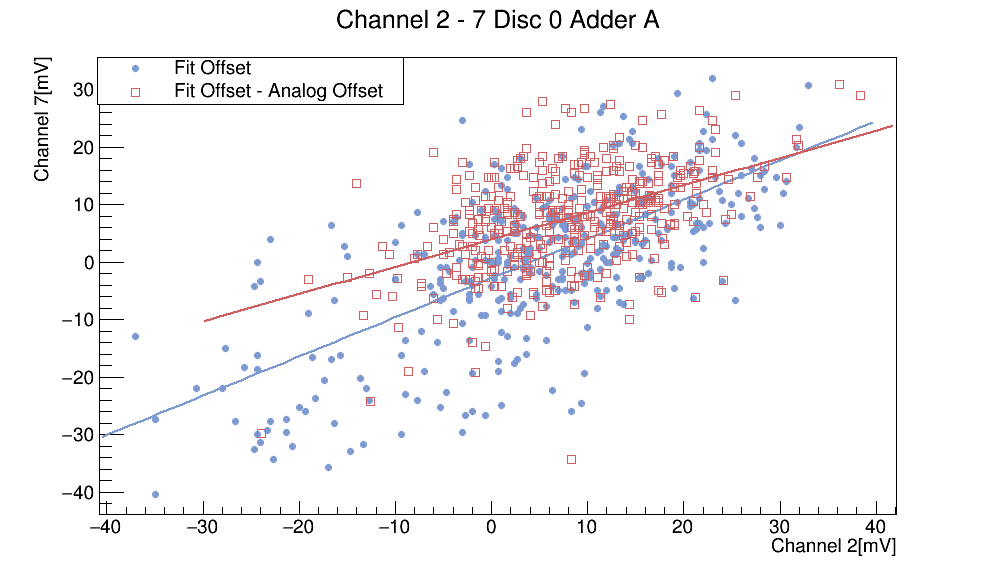 Channel 2 - 7 Disc 0 Adder A
Channel 7[mV]
Fit Offset
Fit Offset - Analog Offset
30
20
10
0
−10
−20
−30
−40
−40 −30 −20 −10 0 10 20 30 40
Channel 2[mV]